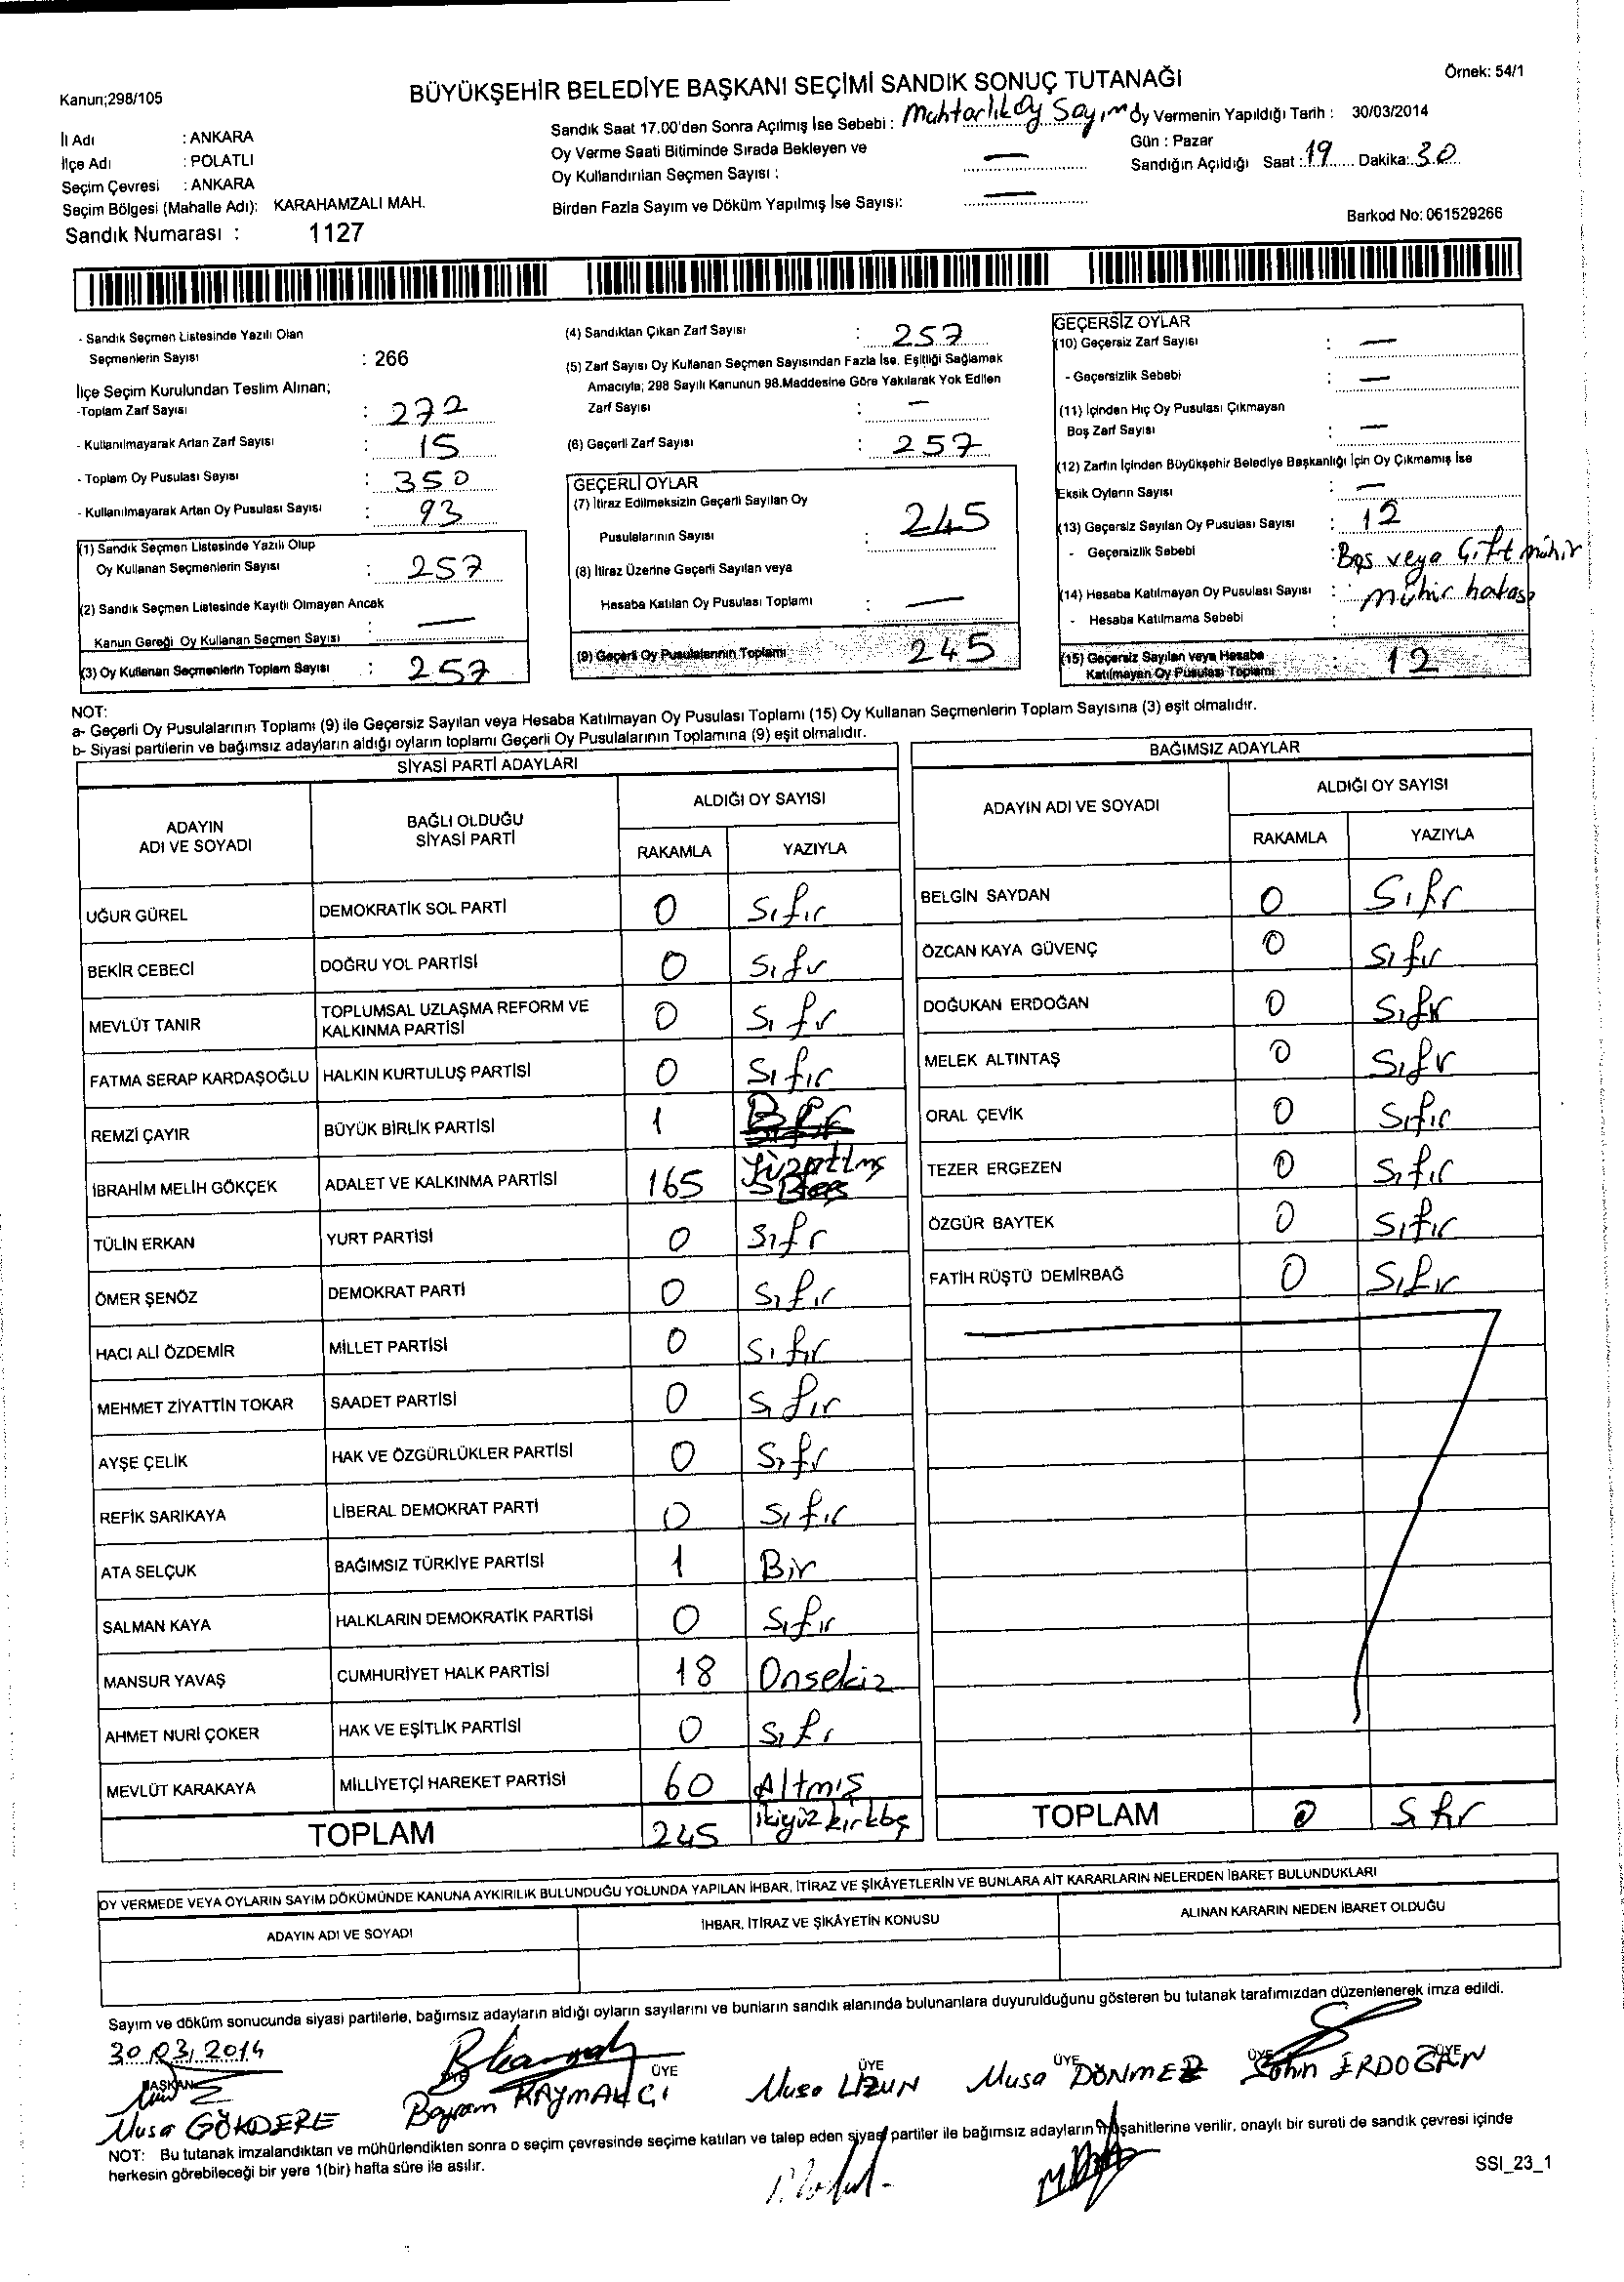 Örnek: 54/1
Kanun;298/105
BÜYÜKŞEHİR BELEDİYE BAŞKANI SEÇİMİ SANDIK SONUÇ TUTANAĞI
İl Adı : ANKARA
İlçe Adı : POLATLI
Seçim Çevresi : ANKARA
Seçim Bölgesi (Mahalle Adı): KARAHAMZALI MAH.
Sandık Numarası : 1127
Sandık Saat 17.00'den Sonra Açılmış İse Sebebi : Muhtarlık Oy Sayımı
Oy Verme Saati Bitiminde Sırada Bekleyen ve
Oy Kullandırılan Seçmen Sayısı : —
Birden Fazla Sayım ve Döküm Yapılmış İse Sayısı: —
Oy Vermenin Yapıldığı Tarih : 30/03/2014
Gün : Pazar
Sandığın Açıldığı Saat : 19 Dakika: 30
Barkod No: 061529266
- Sandık Seçmen Listesinde Yazılı Olan
Seçmenlerin Sayısı : 266
İlçe Seçim Kurulundan Teslim Alınan;
-Toplam Zarf Sayısı : 272
- Kullanılmayarak Artan Zarf Sayısı : 15
- Toplam Oy Pusulası Sayısı : 350
- Kullanılmayarak Artan Oy Pusulası Sayısı : 93
(1) Sandık Seçmen Listesinde Yazılı Olup
Oy Kullanan Seçmenlerin Sayısı : 257
(2) Sandık Seçmen Listesinde Kayıtlı Olmayan Ancak
Kanun Gereği Oy Kullanan Seçmen Sayısı : —
(3) Oy Kullanan Seçmenlerin Toplam Sayısı : 257
(4) Sandıktan Çıkan Zarf Sayısı : 257
(5) Zarf Sayısı Oy Kullanan Seçmen Sayısından Fazla İse, Eşitliği Sağlamak
Amacıyla; 298 Sayılı Kanunun 98.Maddesine Göre Yakılarak Yok Edilen
Zarf Sayısı : —
(6) Geçerli Zarf Sayısı : 257
GEÇERLİ OYLAR
(7) İtiraz Edilmeksizin Geçerli Sayılan Oy
Pusulalarının Sayısı : 245
(8) İtiraz Üzerine Geçerli Sayılan veya
Hesaba Katılan Oy Pusulası Toplamı : —
(9) Geçerli Oy Pusulalarının Toplamı 245
GEÇERSİZ OYLAR
(10) Geçersiz Zarf Sayısı : —
- Geçersizlik Sebebi : —
(11) İçinden Hiç Oy Pusulası Çıkmayan
Boş Zarf Sayısı : —
(12) Zarfın İçinden Büyükşehir Belediye Başkanlığı İçin Oy Çıkmamış İse
Eksik Oyların Sayısı : —
(13) Geçersiz Sayılan Oy Pusulası Sayısı : 12
- Geçersizlik Sebebi : Boş veya Çift mühür
(14) Hesaba Katılmayan Oy Pusulası Sayısı : mühür hatası
- Hesaba Katılmama Sebebi :
(15) Geçersiz Sayılan veya Hesaba
Katılmayan Oy Pusulası Toplamı : 12
NOT:
a- Geçerli Oy Pusulalarının Toplamı (9) ile Geçersiz Sayılan veya Hesaba Katılmayan Oy Pusulası Toplamı (15) Oy Kullanan Seçmenlerin Toplam Sayısına (3) eşit olmalıdır.
b- Siyasi partilerin ve bağımsız adayların aldığı oyların toplamı Geçerli Oy Pusulalarının Toplamına (9) eşit olmalıdır.
SİYASİ PARTİ ADAYLARI
ADAYIN ADI VE SOYADI BAĞLI OLDUĞU SİYASİ PARTİ ALDIĞI OY SAYISI
RAKAMLA YAZIYLA
UĞUR GÜREL DEMOKRATİK SOL PARTİ 0 Sıfır
BEKİR CEBECİ DOĞRU YOL PARTİSİ 0 Sıfır
MEVLÜT TANIR TOPLUMSAL UZLAŞMA REFORM VE KALKINMA PARTİSİ 0 Sıfır
FATMA SERAP KARDAŞOĞLU HALKIN KURTULUŞ PARTİSİ 0 Sıfır
REMZİ ÇAYIR BÜYÜK BİRLİK PARTİSİ 1 Bir
İBRAHİM MELİH GÖKÇEK ADALET VE KALKINMA PARTİSİ 165 Yüzaltmış Beş
TÜLİN ERKAN YURT PARTİSİ 0 Sıfır
ÖMER ŞENÖZ DEMOKRAT PARTİ 0 Sıfır
HACI ALİ ÖZDEMİR MİLLET PARTİSİ 0 Sıfır
MEHMET ZİYATTİN TOKAR SAADET PARTİSİ 0 Sıfır
AYŞE ÇELİK HAK VE ÖZGÜRLÜKLER PARTİSİ 0 Sıfır
REFİK SARIKAYA LİBERAL DEMOKRAT PARTİ 0 Sıfır
ATA SELÇUK BAĞIMSIZ TÜRKİYE PARTİSİ 1 Bir
SALMAN KAYA HALKLARIN DEMOKRATİK PARTİSİ 0 Sıfır
MANSUR YAVAŞ CUMHURİYET HALK PARTİSİ 18 Onsekiz
AHMET NURİ ÇOKER HAK VE EŞİTLİK PARTİSİ 0 Sıfır
MEVLÜT KARAKAYA MİLLİYETÇİ HAREKET PARTİSİ 60 Altmış
TOPLAM 245 ikiyüz kırkbeş
BAĞIMSIZ ADAYLAR
ADAYIN ADI VE SOYADI ALDIĞI OY SAYISI
RAKAMLA YAZIYLA
BELGİN SAYDAN 0 Sıfır
ÖZCAN KAYA GÜVENÇ 0 Sıfır
DOĞUKAN ERDOĞAN 0 Sıfır
MELEK ALTINTAŞ 0 Sıfır
ORAL ÇEVİK 0 Sıfır
TEZER ERGEZEN 0 Sıfır
ÖZGÜR BAYTEK 0 Sıfır
FATİH RÜŞTÜ DEMİRBAĞ 0 Sıfır
TOPLAM 0 Sıfır
OY VERMEDE VEYA OYLARIN SAYIM DÖKÜMÜNDE KANUNA AYKIRILIK BULUNDUĞU YOLUNDA YAPILAN İHBAR, İTİRAZ VE ŞİKÂYETLERİN VE BUNLARA AİT KARARLARIN NELERDEN İBARET BULUNDUKLARI
ADAYIN ADI VE SOYADI İHBAR, İTİRAZ VE ŞİKÂYETİN KONUSU ALINAN KARARIN NEDEN İBARET OLDUĞU
Sayım ve döküm sonucunda siyasi partilerle, bağımsız adayların aldığı oyların sayılarını ve bunların sandık alanında bulunanlara duyurulduğunu gösteren bu tutanak tarafımızdan düzenlenerek imza edildi.
30.03.2014
BAŞKAN ÜYE ÜYE ÜYE ÜYE
Musa GÖKDERE Bayram KAYMAKÇI Musa UZUN Musa DÖNMEZ Şahin ERDOĞAN
NOT: Bu tutanak imzalandıktan ve mühürlendikten sonra o seçim çevresinde seçime katılan ve talep eden siyasi partiler ile bağımsız adayların müşahitlerine verilir, onaylı bir sureti de sandık çevresi içinde
herkesin görebileceği bir yere 1(bir) hafta süre ile asılır.
SSI_23_1